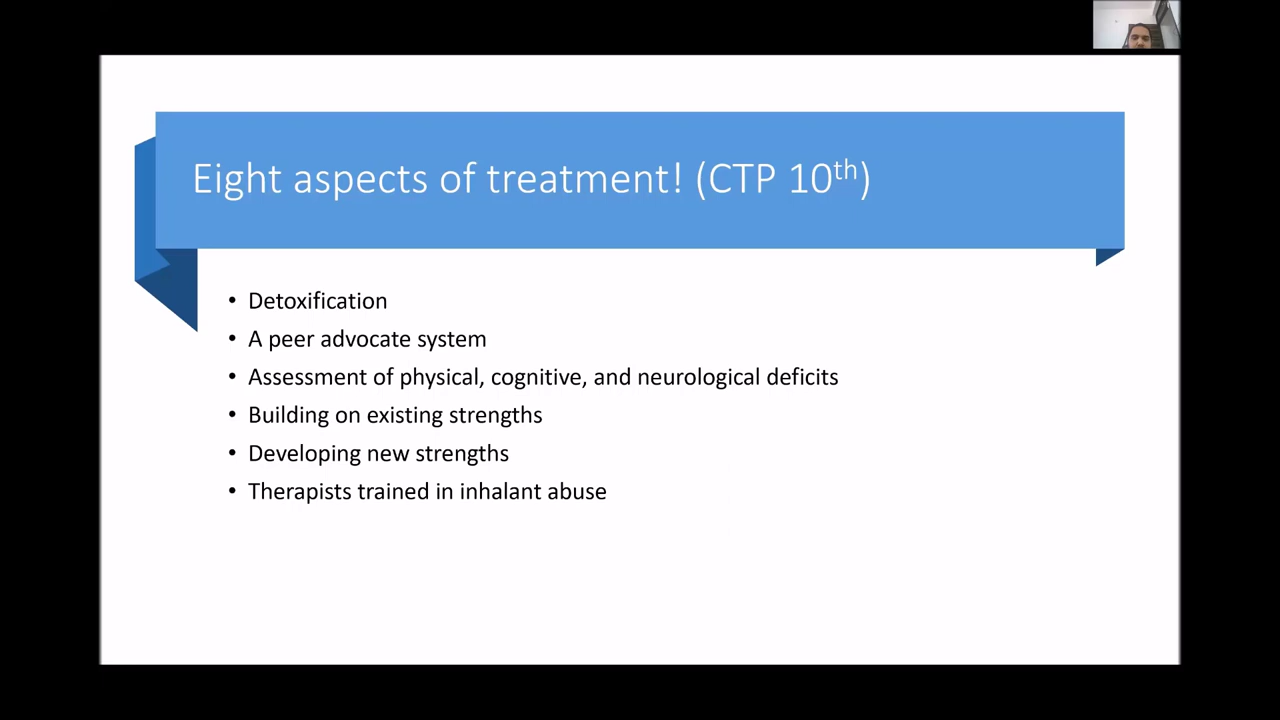 Eight aspects of treatment! (CTP 10th)
• Detoxification
• A peer advocate system
• Assessment of physical, cognitive, and neurological deficits
• Building on existing strengths
• Developing new strengths
• Therapists trained in inhalant abuse